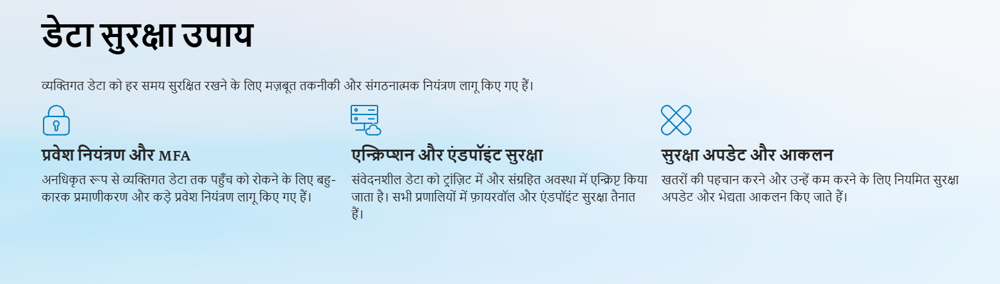 डेटा सुरक्षा उपाय
व्यक्तिगत डेटा को हर समय सुरक्षित रखने के लिए मज़बूत तकनीकी और संगठनात्मक नियंत्रण लागू किए गए हैं।
प्रवेश नियंत्रण और MFA
अनधिकृत रूप से व्यक्तिगत डेटा तक पहुँच को रोकने के लिए बहु-
कारक प्रमाणीकरण और कड़े प्रवेश नियंत्रण लागू किए गए हैं।
एन्क्रिप्शन और एंडपॉइंट सुरक्षा
संवेदनशील डेटा को ट्रांज़िट में और संग्रहित अवस्था में एन्क्रिप्ट किया
जाता है। सभी प्रणालियों में फ़ायरवॉल और एंडपॉइंट सुरक्षा तैनात
हैं।
सुरक्षा अपडेट और आकलन
खतरों की पहचान करने और उन्हें कम करने के लिए नियमित सुरक्षा
अपडेट और भेद्यता आकलन किए जाते हैं।